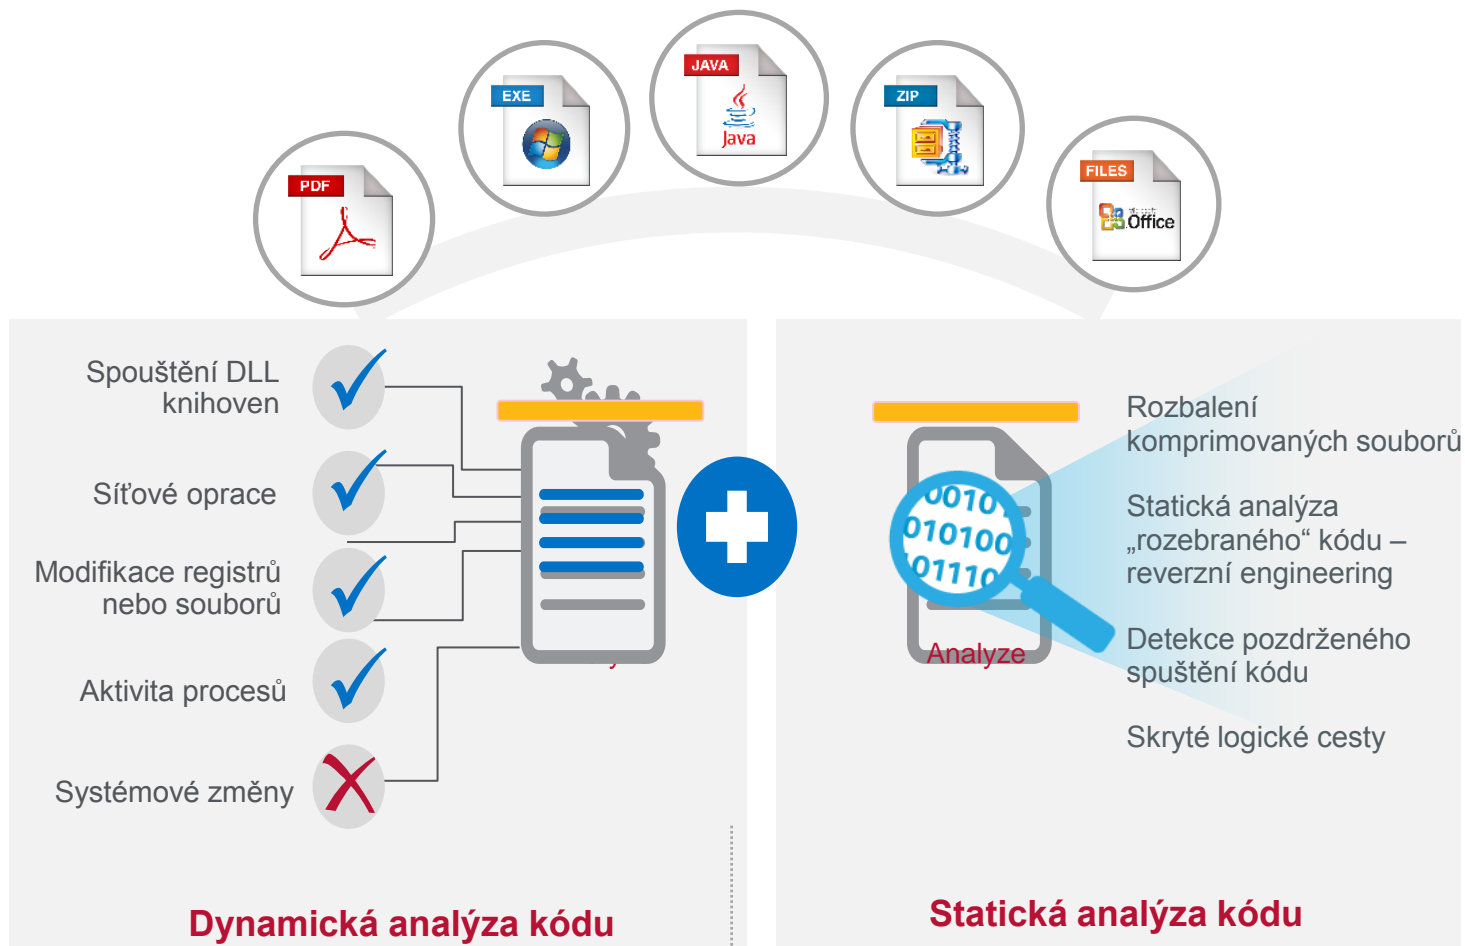 JAVA
Java
EXE
ZIP
PDF
FILES
Office
Spouštění DLL
knihoven
Síťové oprace
Modifikace registrů
nebo souborů
Aktivita procesů
Systémové změny
Dynamická analýza kódu
0010
010100
01110
Analyze
Rozbalení
komprimovaných souborů
Statická analýza
„rozebraného“ kódu –
reverzní engineering
Detekce pozdrženého
spuštění kódu
Skryté logické cesty
Statická analýza kódu